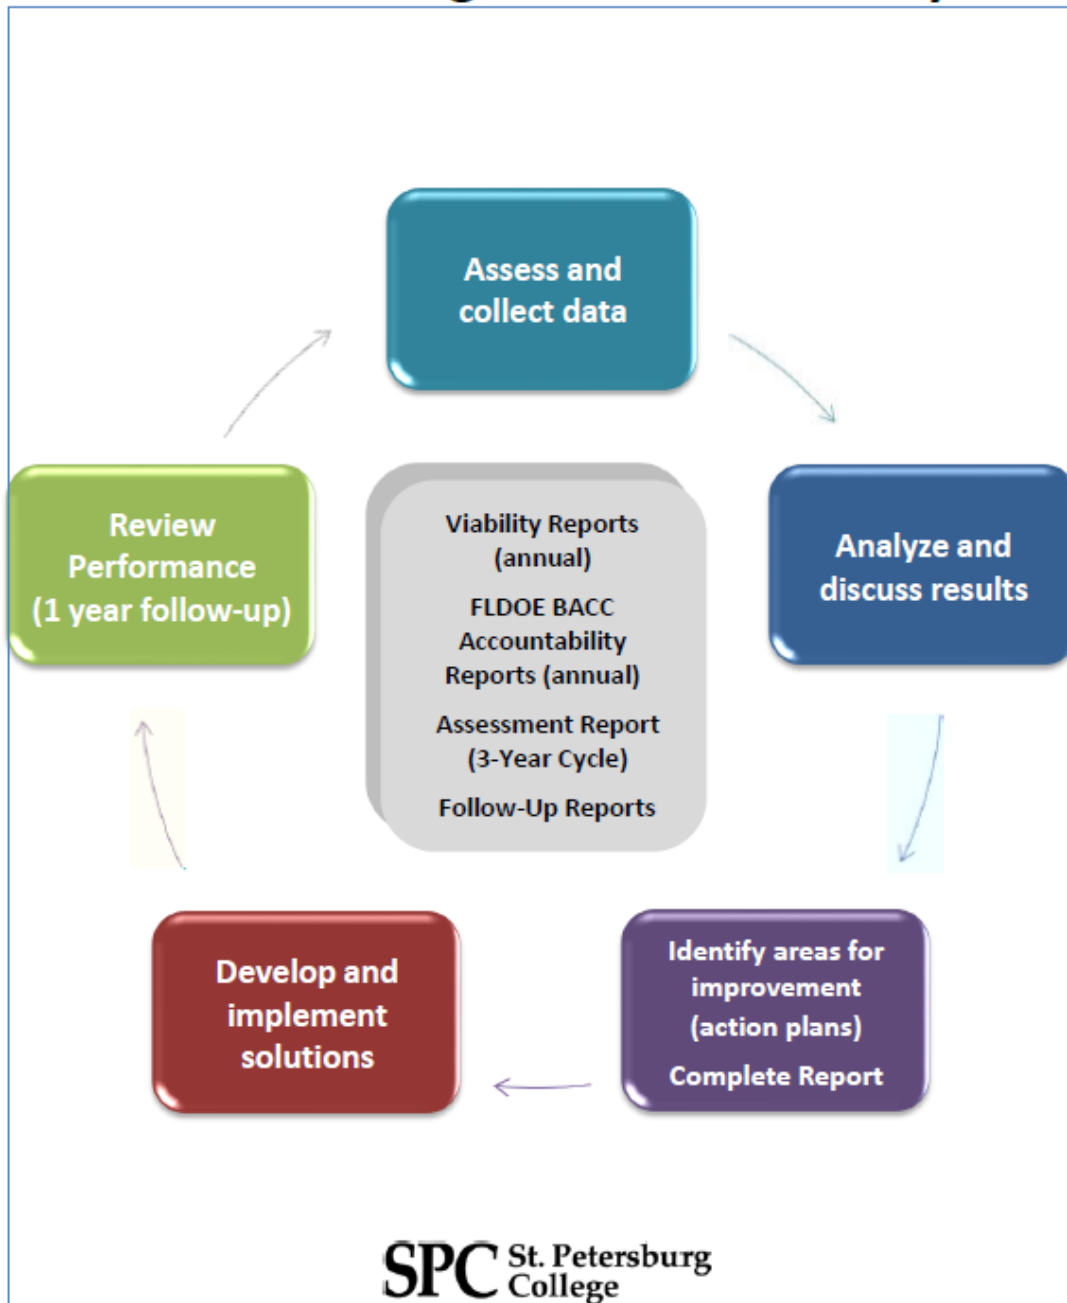 Assess and
collect data
Analyze and
discuss results
Identify areas for
improvement
(action plans)
Complete Report
Develop and
implement
solutions
Review
Performance
(1 year follow-up)
Viability Reports
(annual)
FLDOE BACC
Accountability
Reports (annual)
Assessment Report
(3-Year Cycle)
Follow-Up Reports
SPC St. Petersburg
College